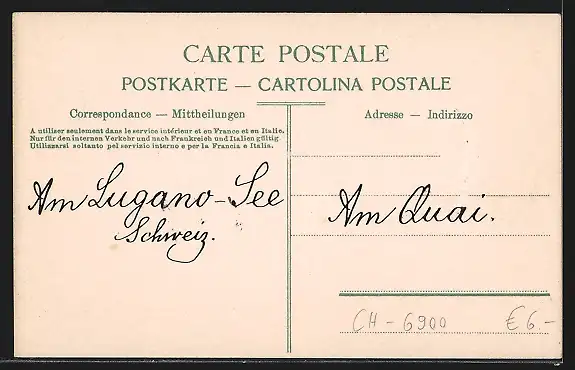 CARTE POSTALE
POSTKARTE — CARTOLINA POSTALE
Correspondance — Mittheilungen
A utiliser seulement dans le service intérieur et en France et en Italie.
Nur für den internen Verkehr und nach Frankreich und Italien gültig.
Utilizzarsi soltanto pel servizio interno e per la Francia e Italia.
Am Lugano-See
Schweiz.
Adresse — Indirizzo
Am Quai.
CH - 6900 € 6.-